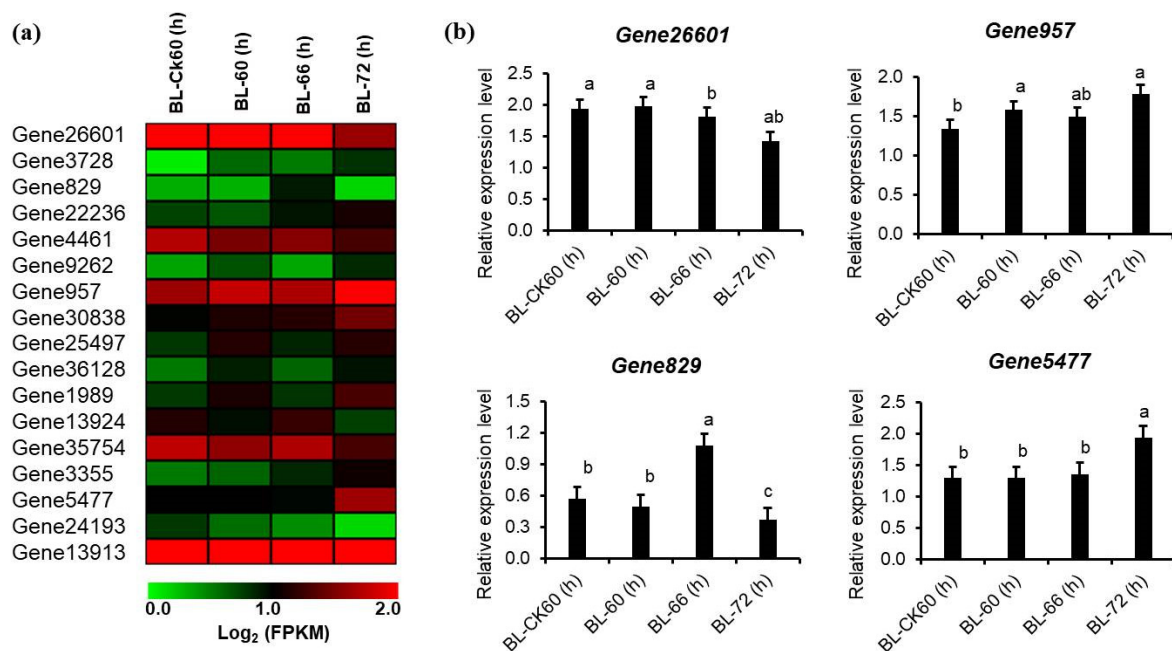 (a)
BL-Ck60 (h)
BL-60 (h)
BL-66 (h)
BL-72 (h)
Gene26601
Gene3728
Gene829
Gene22236
Gene4461
Gene9262
Gene957
Gene30838
Gene25497
Gene36128
Gene1989
Gene13924
Gene35754
Gene3355
Gene5477
Gene24193
Gene13913
0.0 1.0 2.0
Log₂ (FPKM)
(b)
Gene26601
Relative expression level
2.5
2.0
1.5
1.0
0.5
0.0
a a b ab
BL-CK60 (h)
BL-60 (h)
BL-66 (h)
BL-72 (h)
Gene957
Relative expression level
2.0
1.5
1.0
0.5
0.0
b a ab a
BL-CK60 (h)
BL-60 (h)
BL-66 (h)
BL-72 (h)
Gene829
Relative expression level
1.5
1.2
0.9
0.6
0.3
0.0
b b a c
BL-CK60 (h)
BL-60 (h)
BL-66 (h)
BL-72 (h)
Gene5477
Relative expression level
2.5
2.0
1.5
1.0
0.5
0.0
b b b a
BL-CK60 (h)
BL-60 (h)
BL-66 (h)
BL-72 (h)